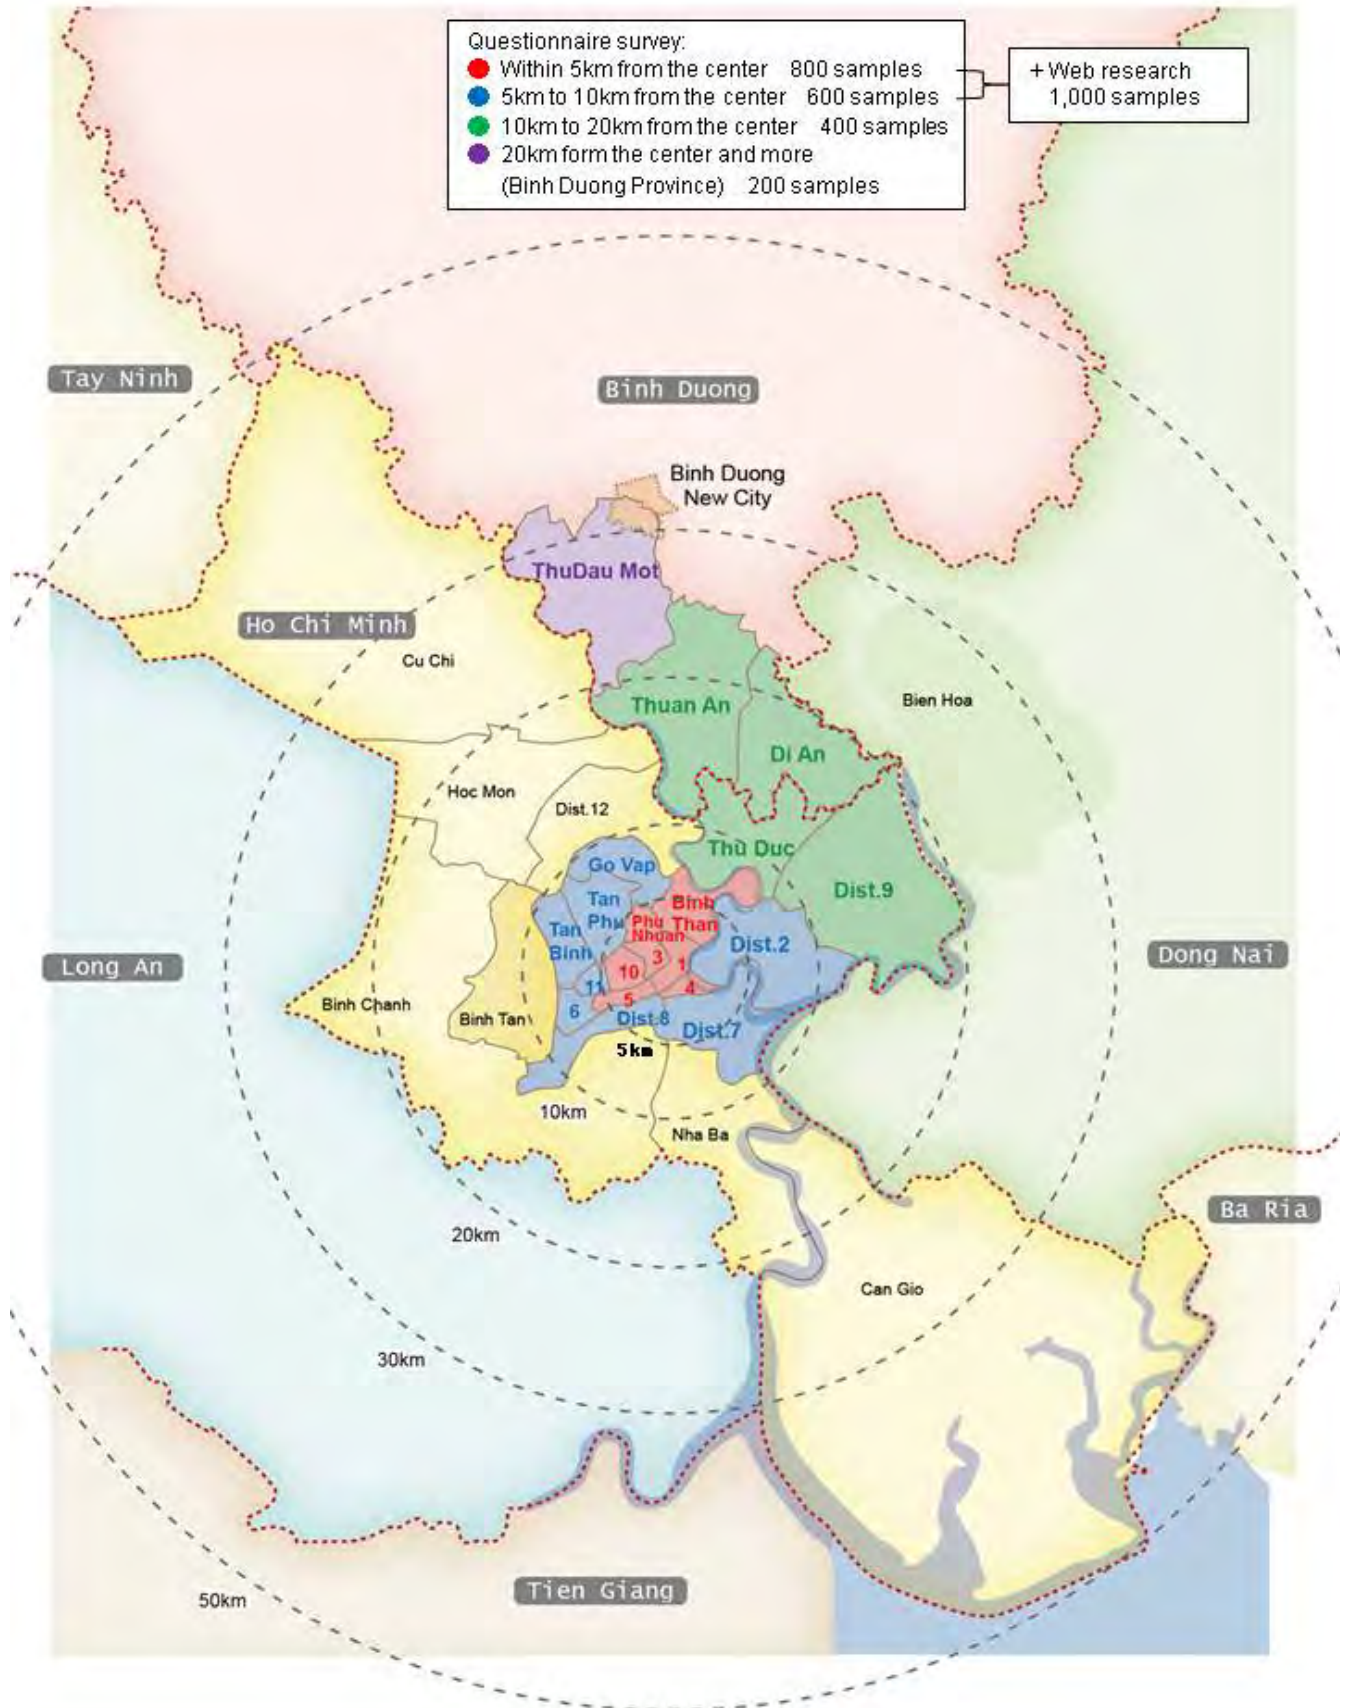 Questionnaire survey:
Within 5km from the center 800 samples
5km to 10km from the center 600 samples
10km to 20km from the center 400 samples
20km form the center and more
(Binh Duong Province) 200 samples
+ Web research
1,000 samples
Tay Ninh
Binh Duong
Binh Duong
New City
ThuDau Mot
Ho Chi Minh
Cu Chi
Thuan An
Bien Hoa
Di An
Hoc Mon
Dist.12
Thu Duc
Go Vap
Dist.9
Tan
Phu
Binh
Than
Phu
Nhuan
Tan
Binh
Dist.2
3
1
10
Long An
Dong Nai
11
4
5
6
Binh Chanh
Binh Tan
Dist.8
Dist.7
5km
10km
Nha Ba
Ba Ria
20km
Can Gio
30km
Tien Giang
50km